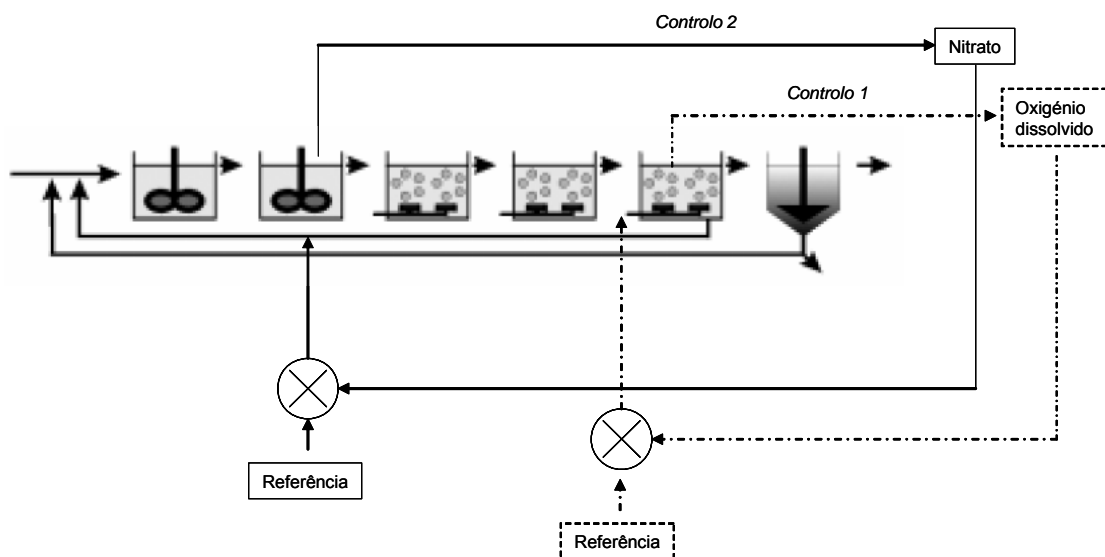 Controlo 2
Nitrato
Controlo 1
Oxigénio
dissolvido
Referência
Referência